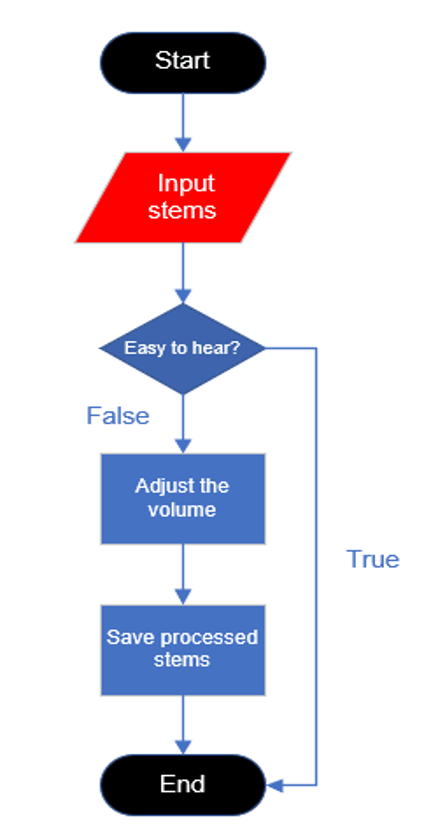 Start
Input
stems
Easy to hear?
False
Adjust the
volume
True
Save processed
stems
End